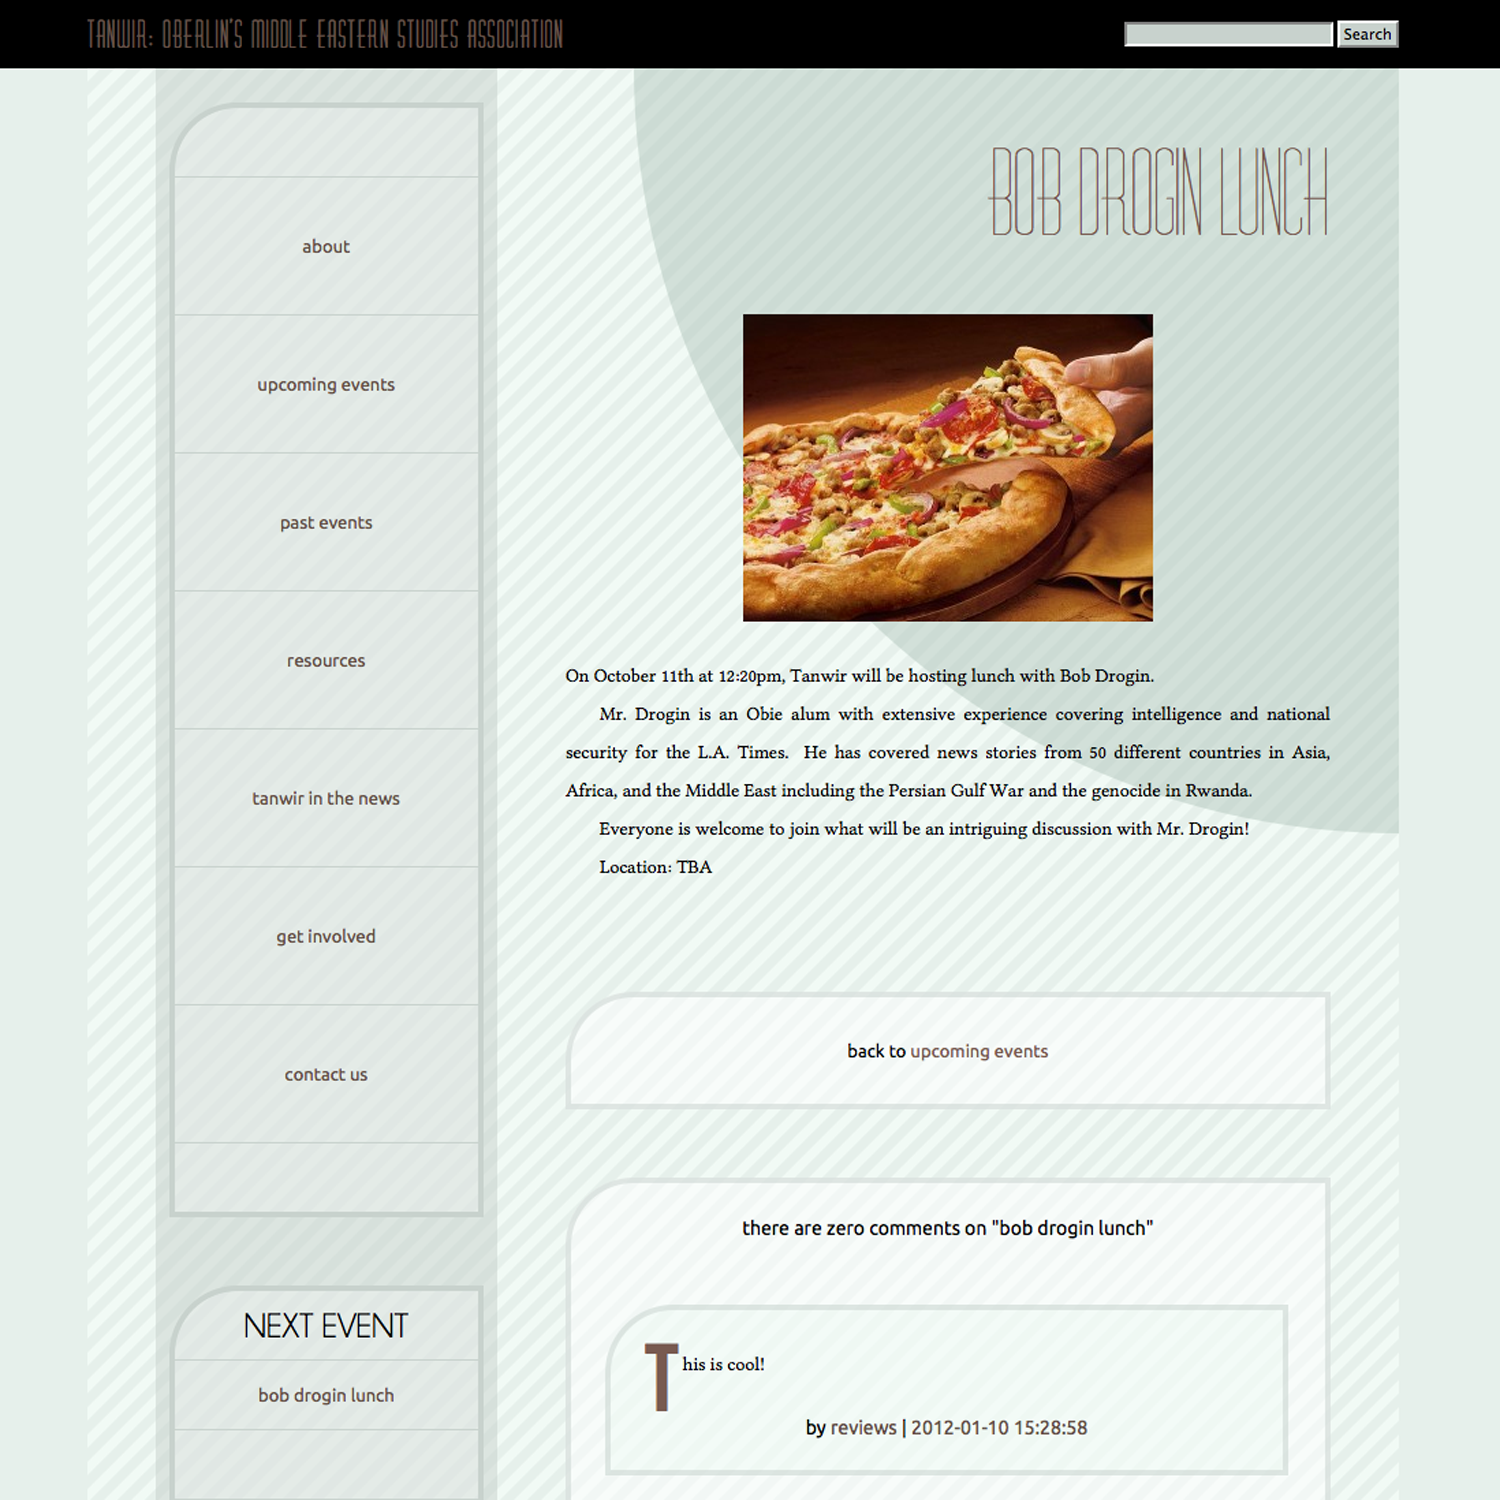 TANWIR: OBERLIN'S MIDDLE EASTERN STUDIES ASSOCIATION
Search
about
upcoming events
past events
resources
tanwir in the news
get involved
contact us
NEXT EVENT
bob drogin lunch
BOB DROGIN LUNCH
On October 11th at 12:20pm, Tanwir will be hosting lunch with Bob Drogin.
Mr. Drogin is an Obie alum with extensive experience covering intelligence and national
security for the L.A. Times. He has covered news stories from 50 different countries in Asia,
Africa, and the Middle East including the Persian Gulf War and the genocide in Rwanda.
Everyone is welcome to join what will be an intriguing discussion with Mr. Drogin!
Location: TBA
back to upcoming events
there are zero comments on "bob drogin lunch"
This is cool!
by reviews | 2012-01-10 15:28:58